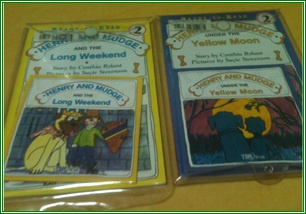 2
HENRY AND MUDGE
AND THE
Long Weekend
Story by Cynthia Rylant
Pictures by Suçie Stevenson
HENRY AND MUDGE
AND THE
Long Weekend
2
HENRY AND MUDGE
UNDER THE
Yellow Moon
Story by Cynthia Rylant
Pictures by Suçie Stevenson
HENRY AND MUDGE
UNDER THE
Yellow Moon